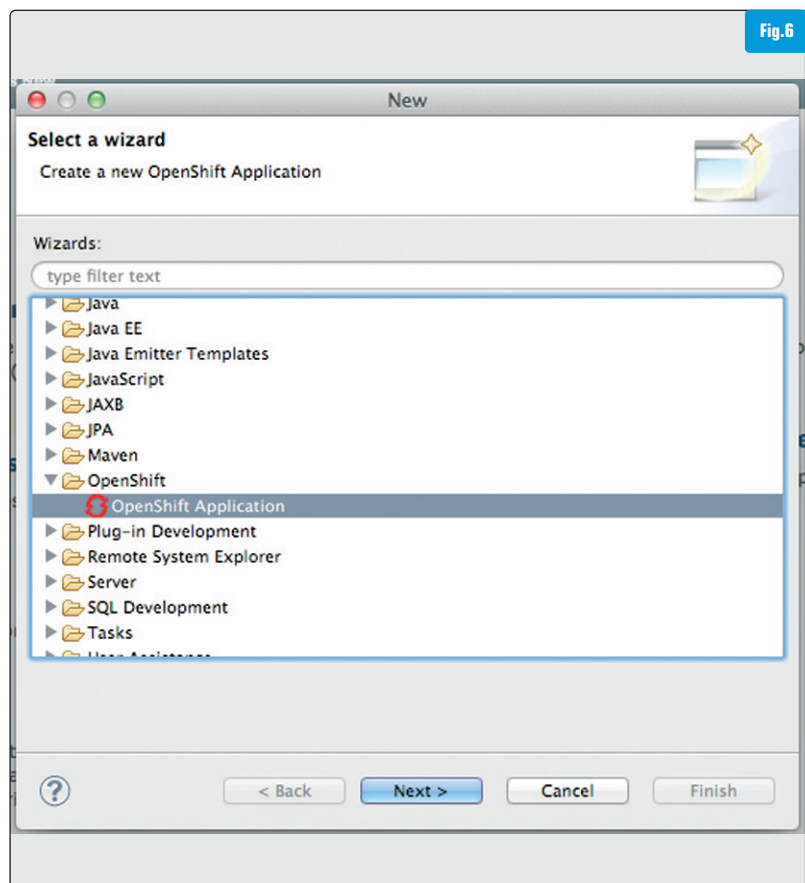 Fig.6
New
Select a wizard
Create a new OpenShift Application
Wizards:
type filter text
Java
Java EE
Java Emitter Templates
JavaScript
JAXB
JPA
Maven
OpenShift
OpenShift Application
Plug-in Development
Remote System Explorer
Server
SQL Development
Tasks
User Assistance
?
< Back
Next >
Cancel
Finish